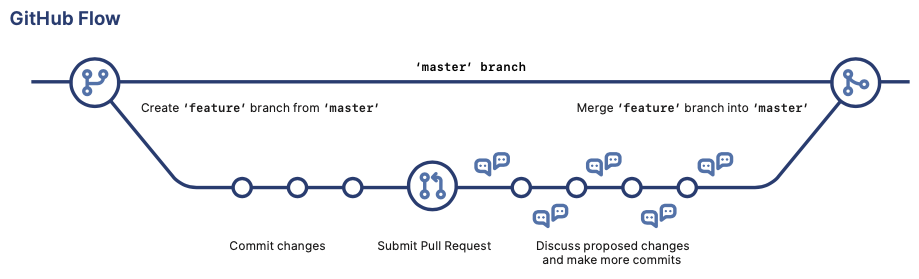 GitHub Flow
‘master’ branch
Create ‘feature’ branch from ‘master’
Merge ‘feature’ branch into ‘master’
Commit changes
Submit Pull Request
Discuss proposed changes
and make more commits